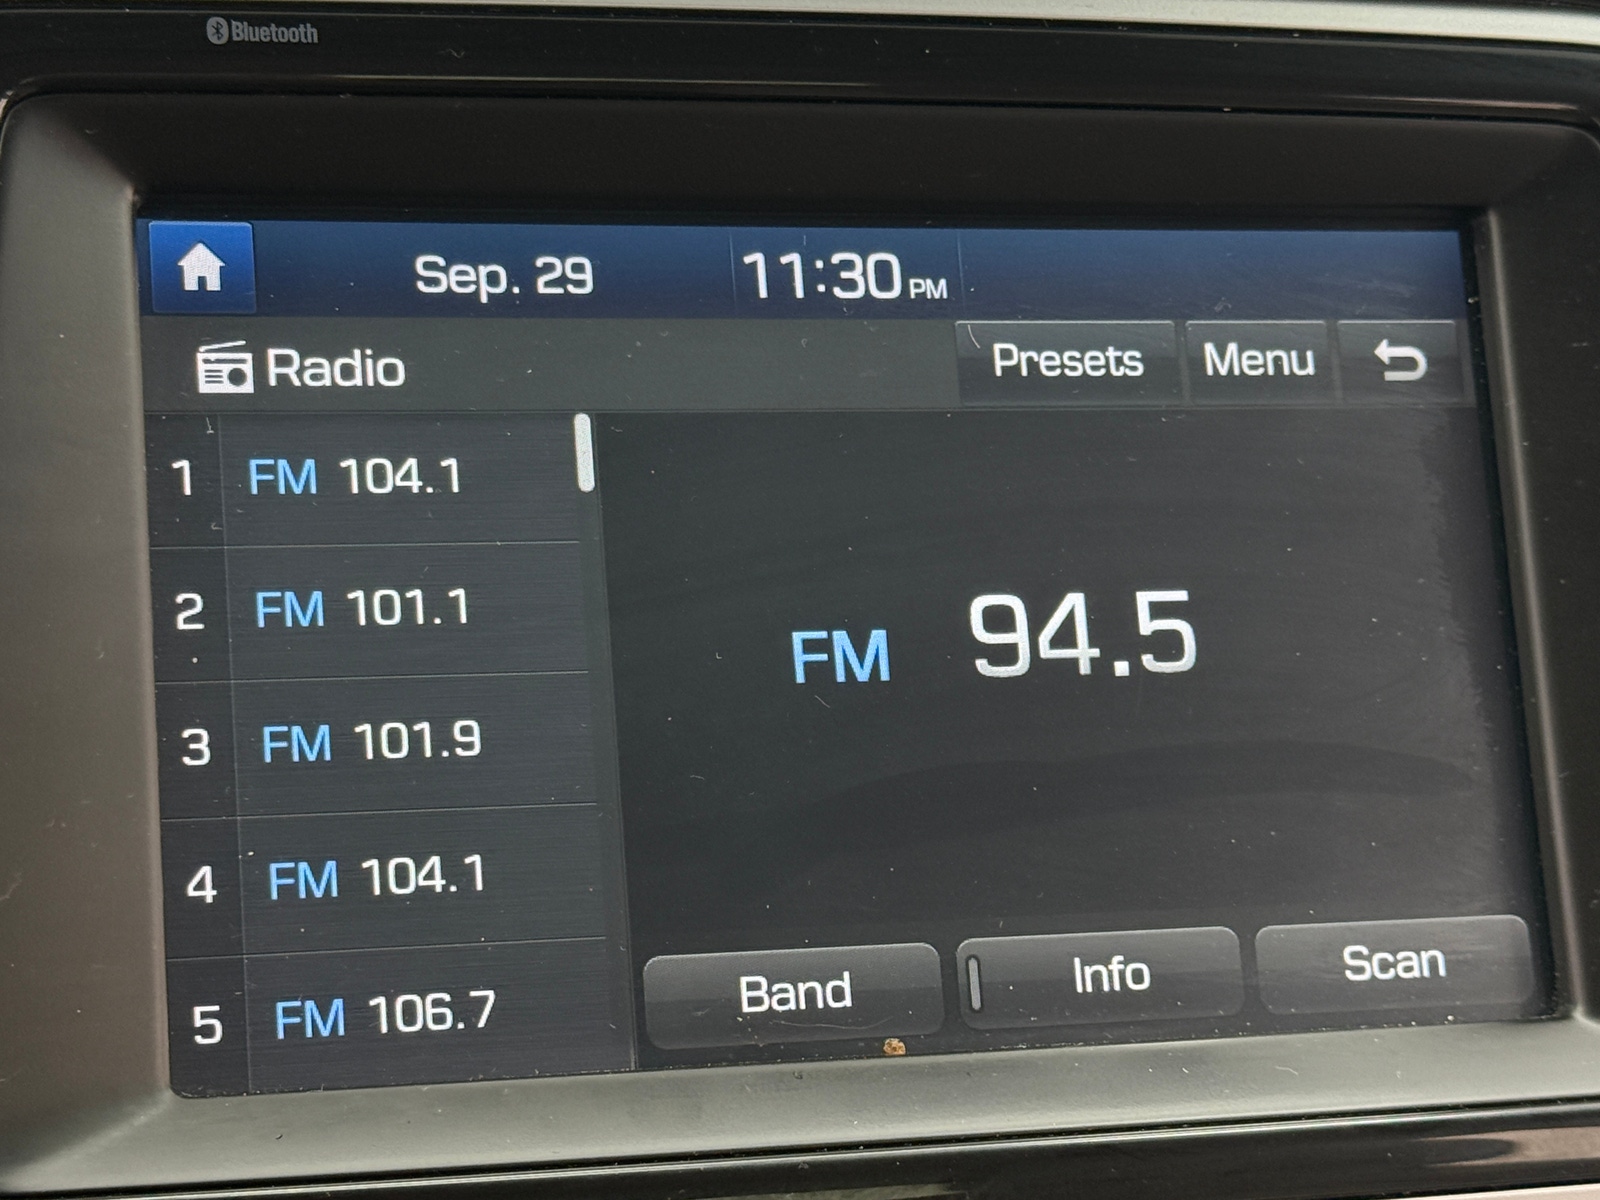 Bluetooth
Sep. 29 11:30 PM
Radio Presets Menu
1 FM 104.1
2 FM 101.1
3 FM 101.9
4 FM 104.1
5 FM 106.7
FM 94.5
Band Info Scan